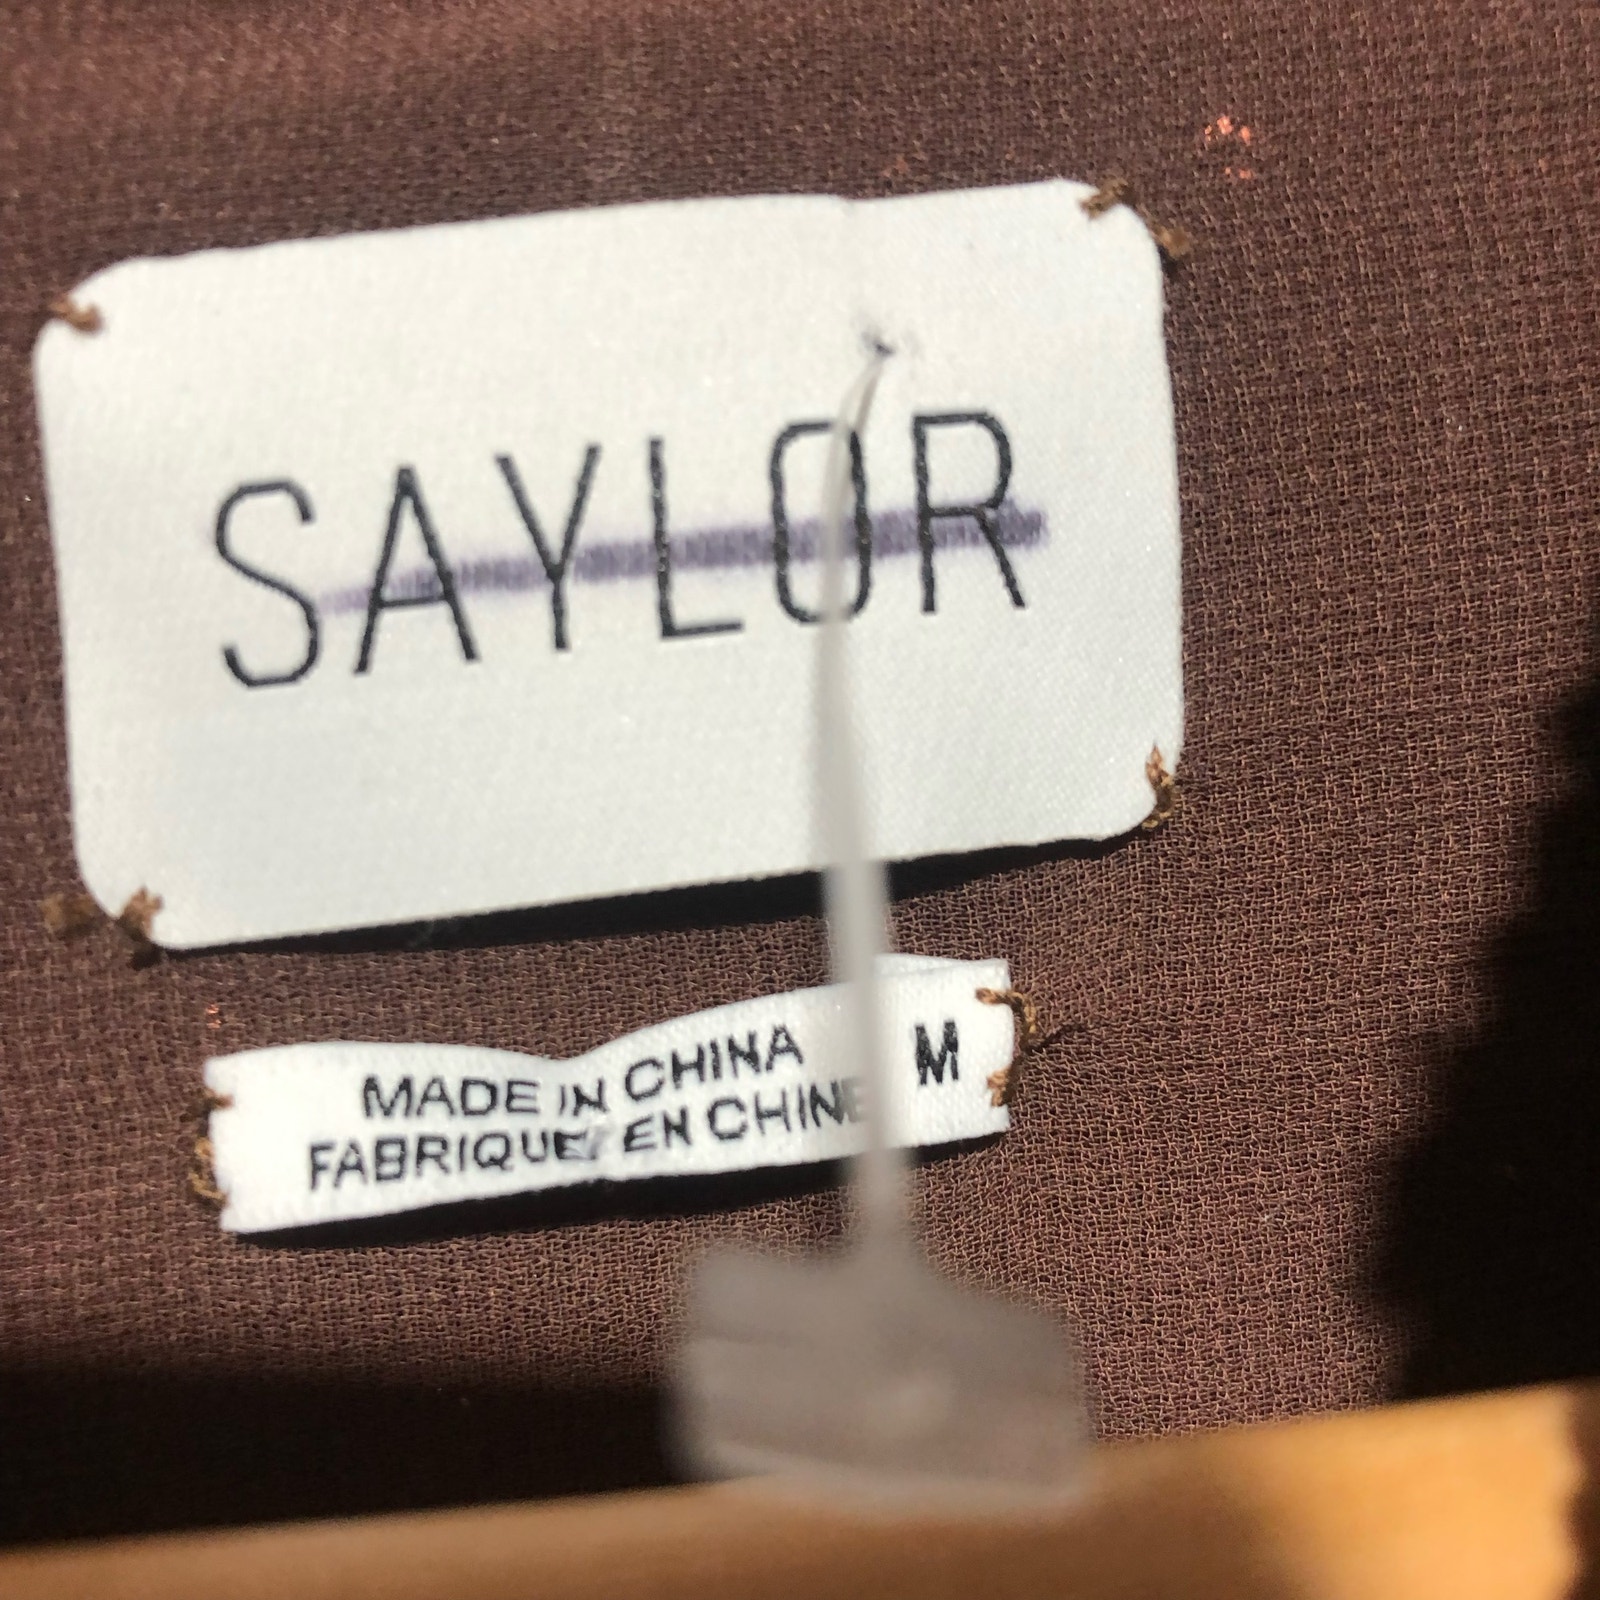 SAYLOR
MADE IN CHINA M
FABRIQUE EN CHINE